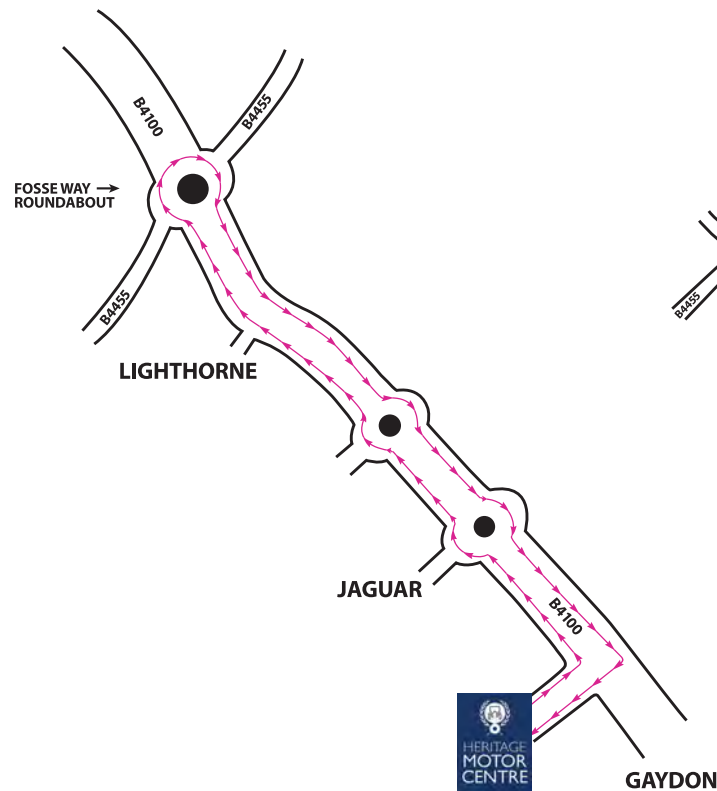 B4100
B4455
FOSSE WAY →
ROUNDABOUT
B4455
B4455
LIGHTHORNE
JAGUAR
B4100
HERITAGE
MOTOR
CENTRE
GAYDON